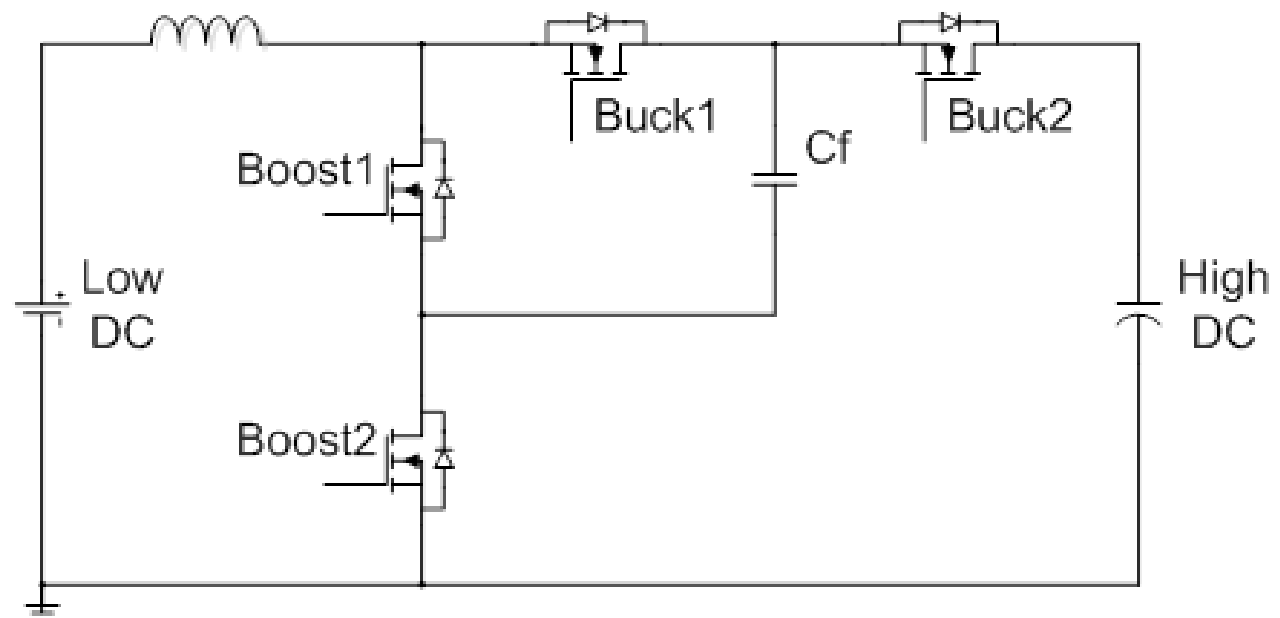 Buck1
Buck2
Cf
Boost1
Low
DC
High
DC
Boost2